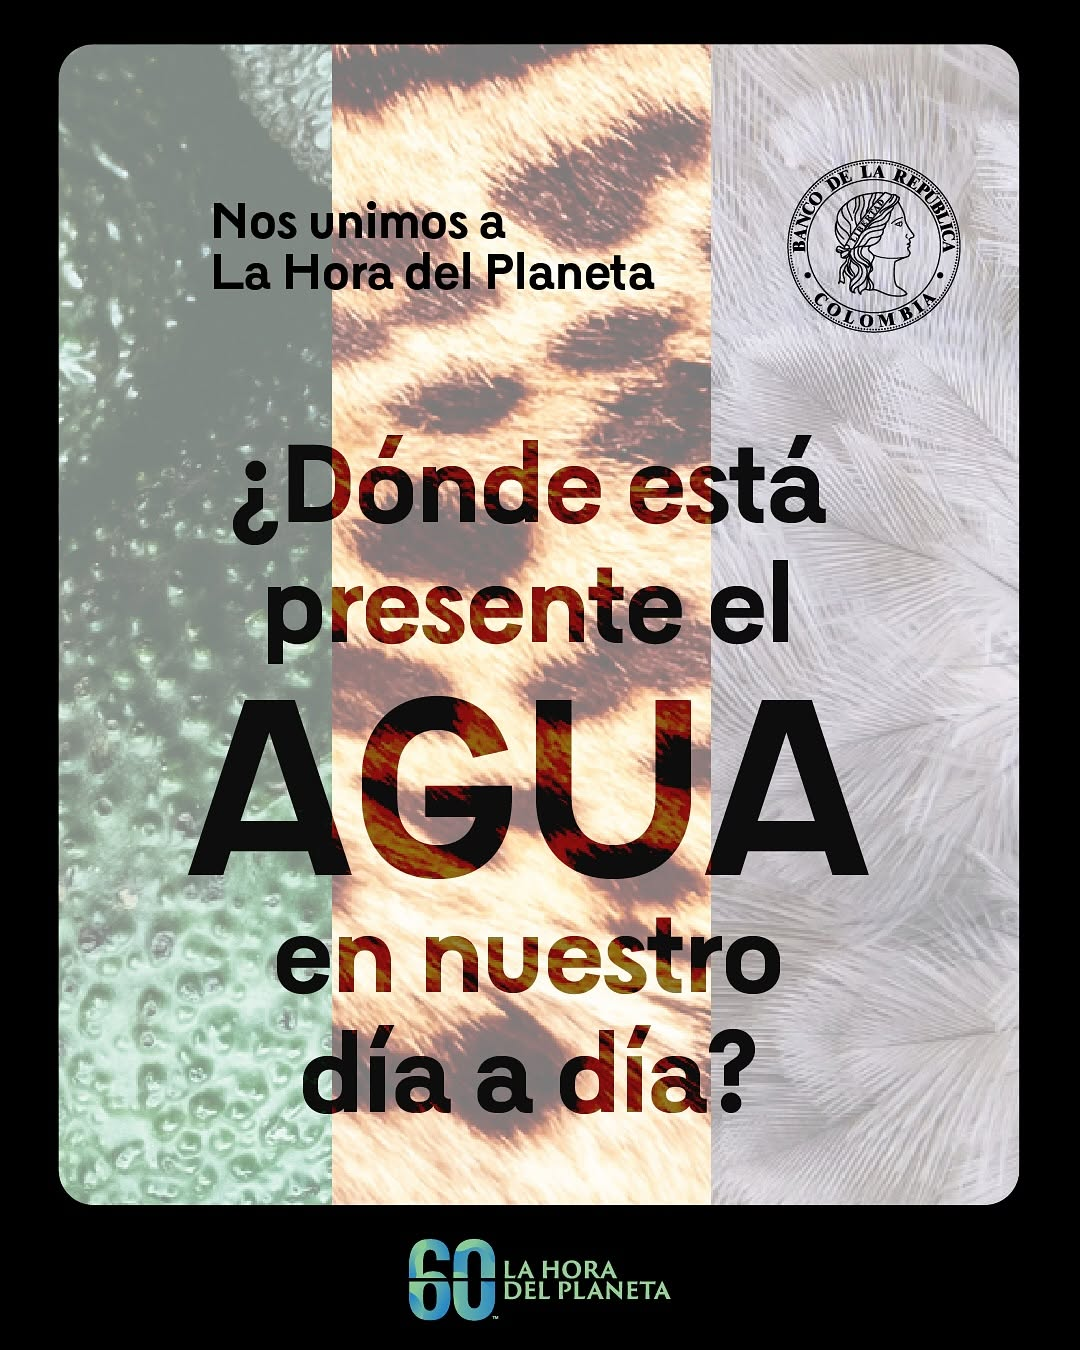 Nos unimos a
La Hora del Planeta
BANCO DE LA REPÚBLICA
COLOMBIA
¿Dónde está
presente el
AGUA
en nuestro
día a día?
60 LA HORA
DEL PLANETA
™